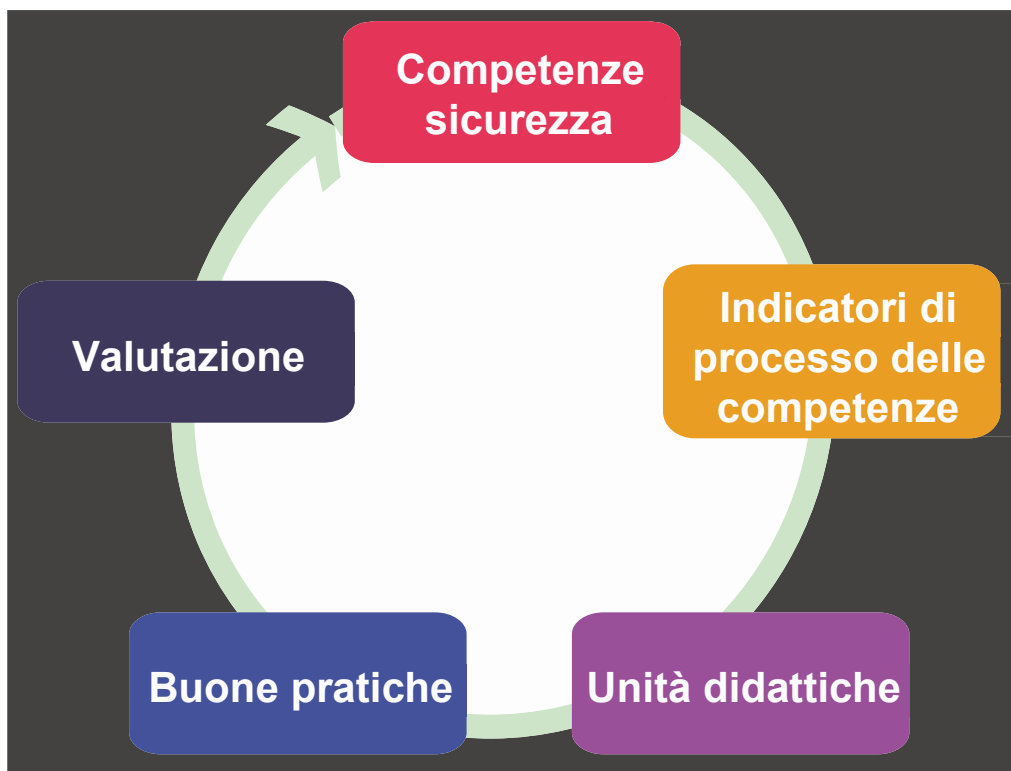 Competenze
sicurezza
Indicatori di
processo delle
competenze
Valutazione
Buone pratiche
Unità didattiche